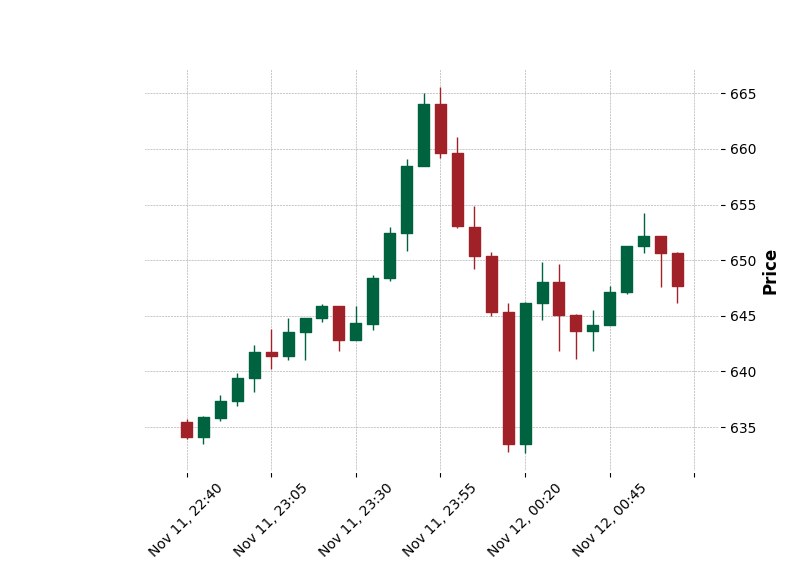 665
660
655
650
645
640
635
Price
Nov 11, 22:40
Nov 11, 23:05
Nov 11, 23:30
Nov 11, 23:55
Nov 12, 00:20
Nov 12, 00:45